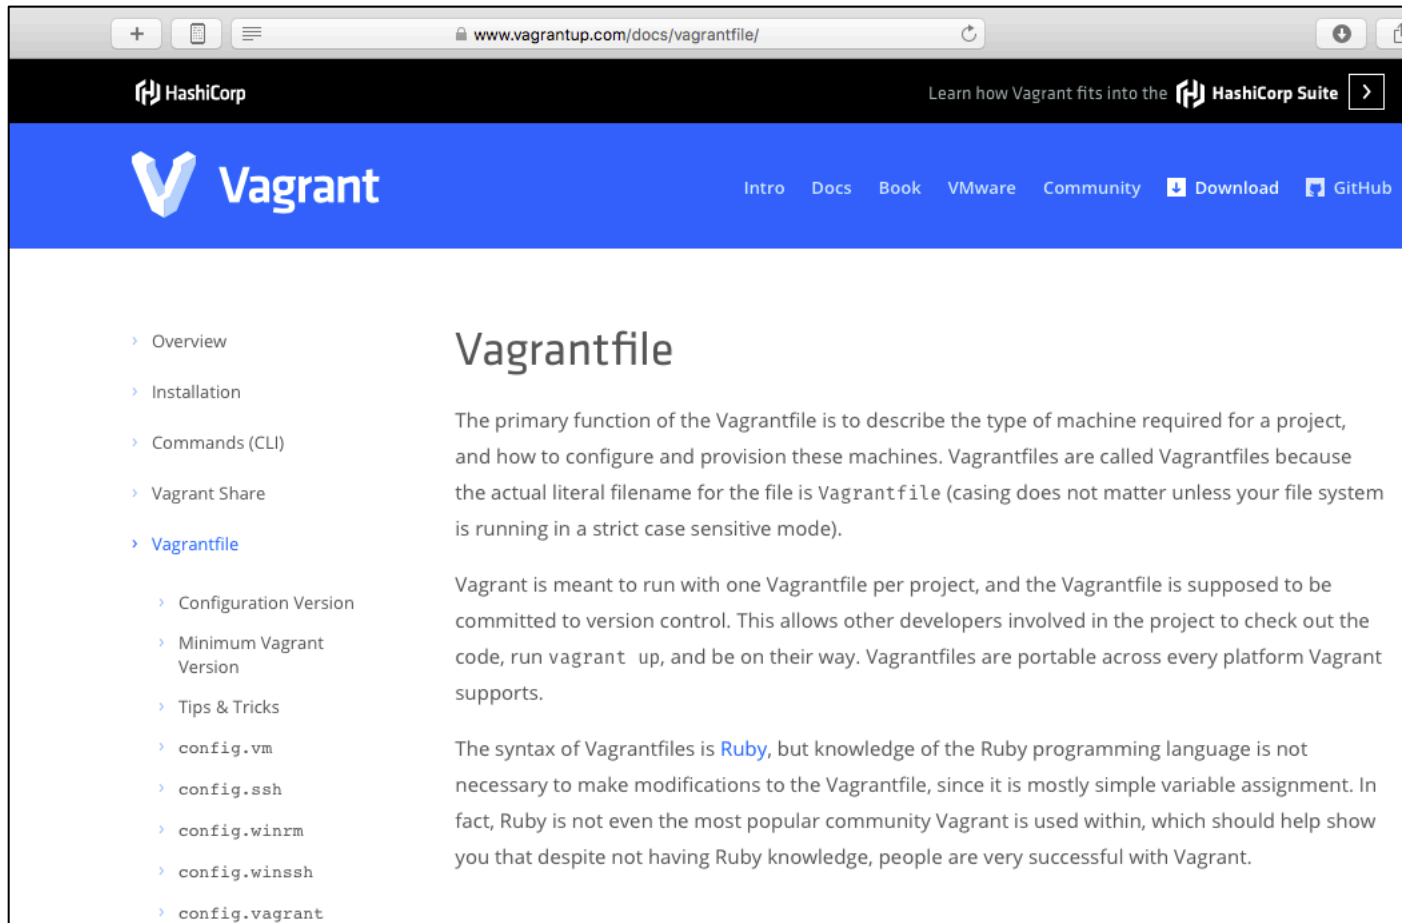 www.vagrantup.com/docs/vagrantfile/
HashiCorp
Learn how Vagrant fits into the HashiCorp Suite
Vagrant
Intro Docs Book VMware Community Download GitHub
Overview
Installation
Commands (CLI)
Vagrant Share
Vagrantfile
Configuration Version
Minimum Vagrant
Version
Tips & Tricks
config.vm
config.ssh
config.winrm
config.winssh
config.vagrant
Vagrantfile
The primary function of the Vagrantfile is to describe the type of machine required for a project,
and how to configure and provision these machines. Vagrantfiles are called Vagrantfiles because
the actual literal filename for the file is Vagrantfile (casing does not matter unless your file system
is running in a strict case sensitive mode).
Vagrant is meant to run with one Vagrantfile per project, and the Vagrantfile is supposed to be
committed to version control. This allows other developers involved in the project to check out the
code, run vagrant up, and be on their way. Vagrantfiles are portable across every platform Vagrant
supports.
The syntax of Vagrantfiles is Ruby, but knowledge of the Ruby programming language is not
necessary to make modifications to the Vagrantfile, since it is mostly simple variable assignment. In
fact, Ruby is not even the most popular community Vagrant is used within, which should help show
you that despite not having Ruby knowledge, people are very successful with Vagrant.